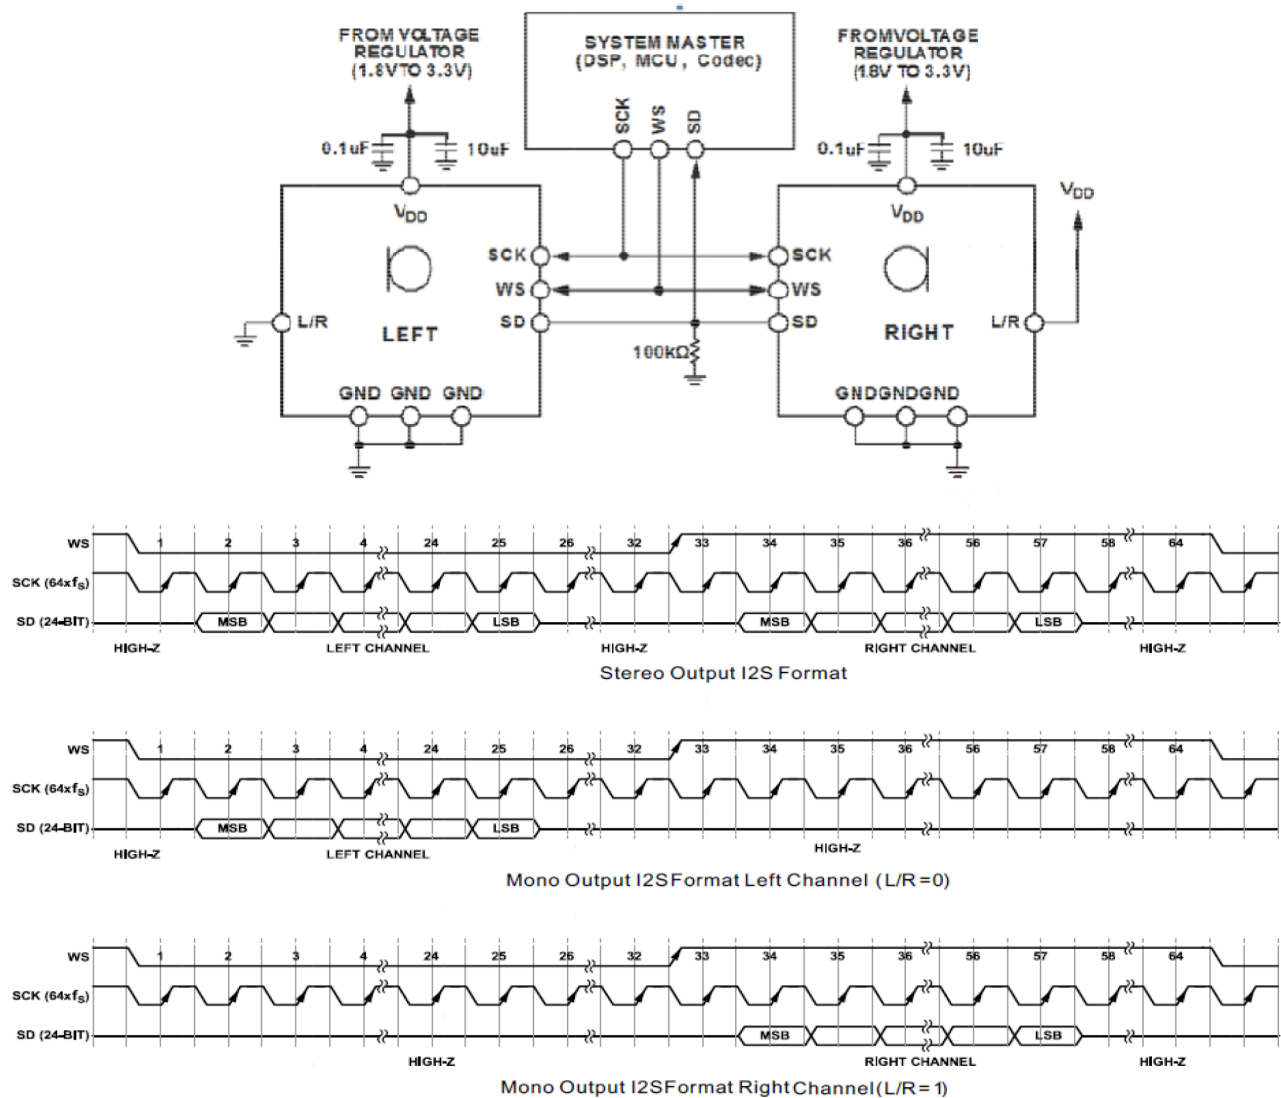 FROM VOLTAGE
REGULATOR
(1.8V TO 3.3V)
SYSTEM MASTER
(DSP, MCU, Codec)
SCK WS SD
FROMVOLTAGE
REGULATOR
(1.8V TO 3.3V)
0.1uF 10uF
0.1uF 10uF
VDD
VDD
VDD
SCK
WS
SD
SCK
WS
SD
L/R
LEFT
100kΩ
RIGHT
L/R
GND GND GND
GND GND GND
WS 1 2 3 4 24 25 26 32 33 34 35 36 56 57 58 64
SCK (64xfS)
SD (24-BIT) MSB LSB MSB LSB
HIGH-Z LEFT CHANNEL HIGH-Z RIGHT CHANNEL HIGH-Z
Stereo Output I2S Format
WS 1 2 3 4 24 25 26 32 33 34 35 36 56 57 58 64
SCK (64xfS)
SD (24-BIT) MSB LSB
HIGH-Z LEFT CHANNEL HIGH-Z
Mono Output I2S Format Left Channel (L/R=0)
WS 1 2 3 4 24 25 26 32 33 34 35 36 56 57 58 64
SCK (64xfS)
SD (24-BIT) MSB LSB
HIGH-Z RIGHT CHANNEL HIGH-Z
Mono Output I2S Format Right Channel(L/R=1)